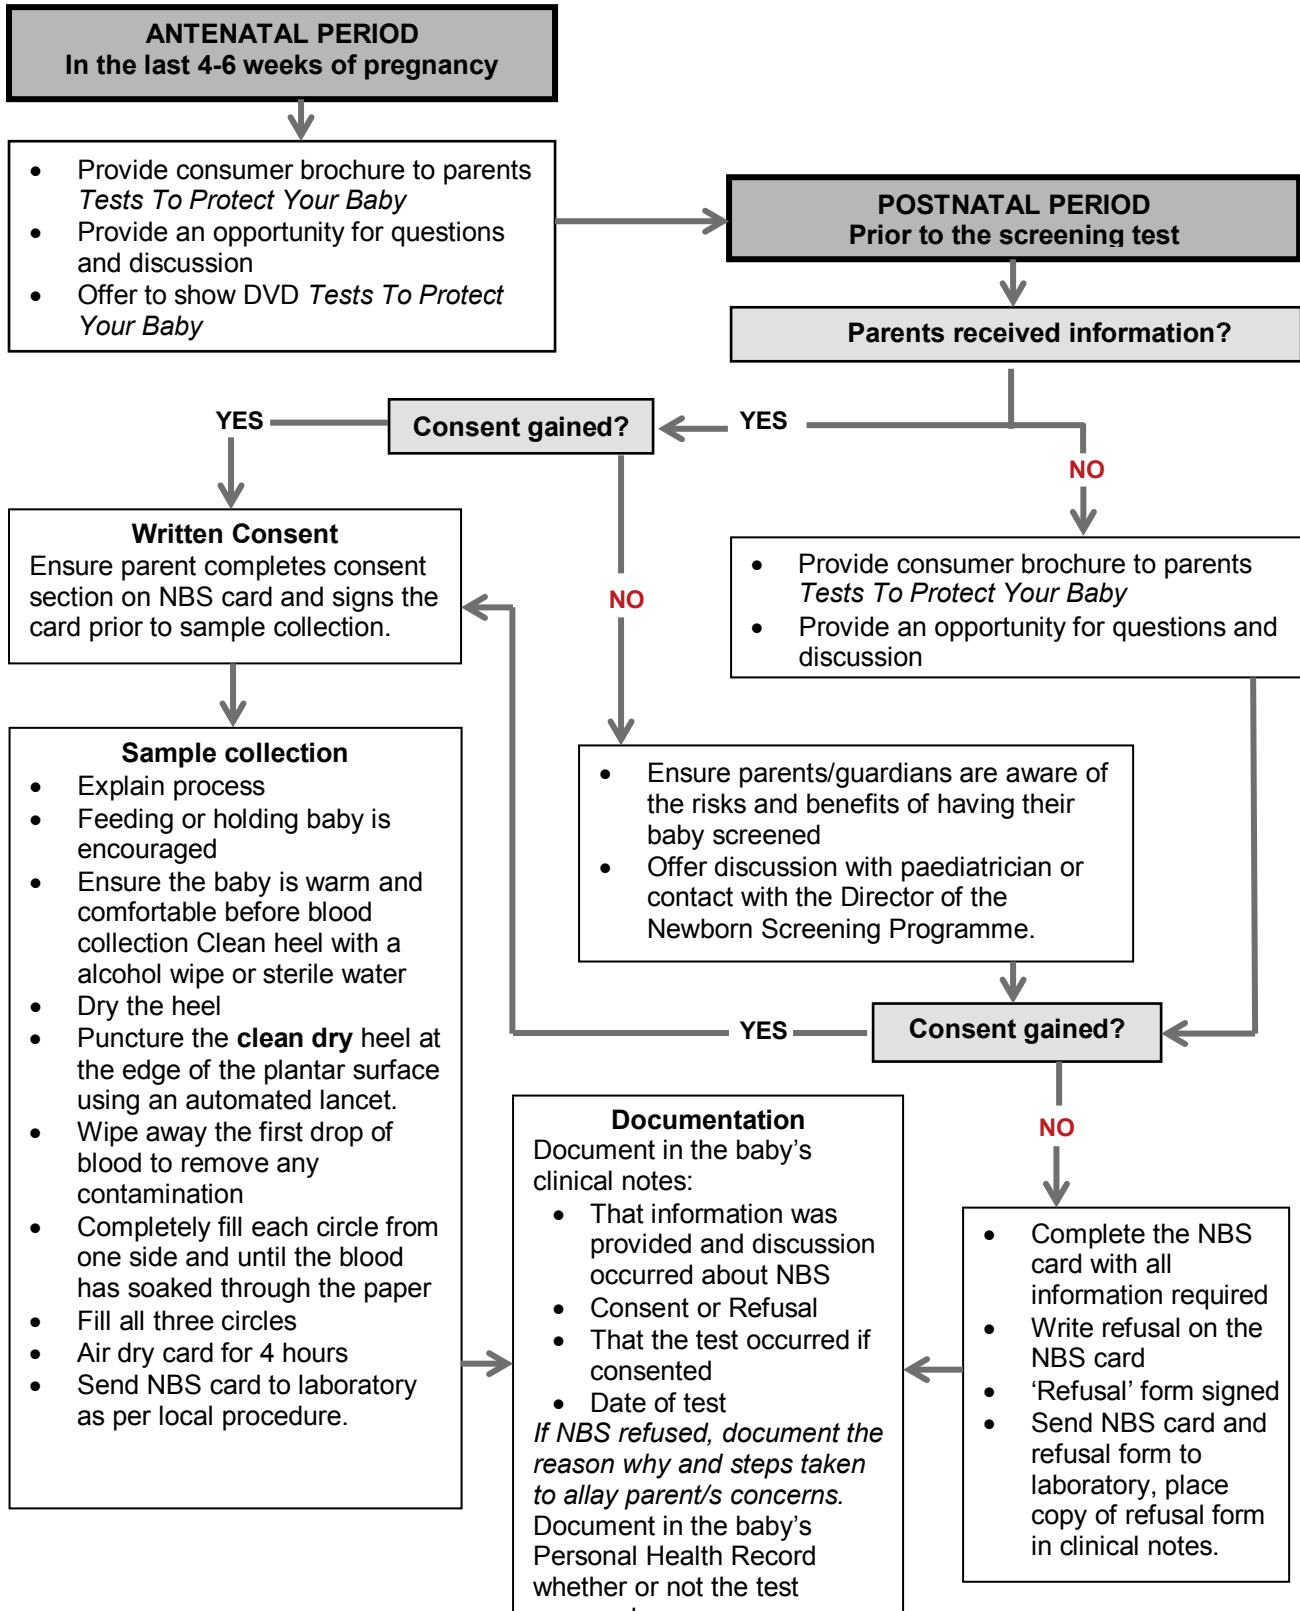 ANTENATAL PERIOD
In the last 4-6 weeks of pregnancy
• Provide consumer brochure to parents
Tests To Protect Your Baby
• Provide an opportunity for questions
and discussion
• Offer to show DVD Tests To Protect
Your Baby
POSTNATAL PERIOD
Prior to the screening test
Parents received information?
YES
NO
Consent gained?
YES
NO
Written Consent
Ensure parent completes consent
section on NBS card and signs the
card prior to sample collection.
• Provide consumer brochure to parents
Tests To Protect Your Baby
• Provide an opportunity for questions and
discussion
Sample collection
• Explain process
• Feeding or holding baby is
encouraged
• Ensure the baby is warm and
comfortable before blood
collection Clean heel with a
alcohol wipe or sterile water
• Dry the heel
• Puncture the clean dry heel at
the edge of the plantar surface
using an automated lancet.
• Wipe away the first drop of
blood to remove any
contamination
• Completely fill each circle from
one side and until the blood
has soaked through the paper
• Fill all three circles
• Air dry card for 4 hours
• Send NBS card to laboratory
as per local procedure.
• Ensure parents/guardians are aware of
the risks and benefits of having their
baby screened
• Offer discussion with paediatrician or
contact with the Director of the
Newborn Screening Programme.
Consent gained?
YES
NO
Documentation
Document in the baby’s
clinical notes:
• That information was
provided and discussion
occurred about NBS
• Consent or Refusal
• That the test occurred if
consented
• Date of test
If NBS refused, document the
reason why and steps taken
to allay parent/s concerns.
Document in the baby’s
Personal Health Record
whether or not the test
• Complete the NBS
card with all
information required
• Write refusal on the
NBS card
• ‘Refusal’ form signed
• Send NBS card and
refusal form to
laboratory, place
copy of refusal form
in clinical notes.